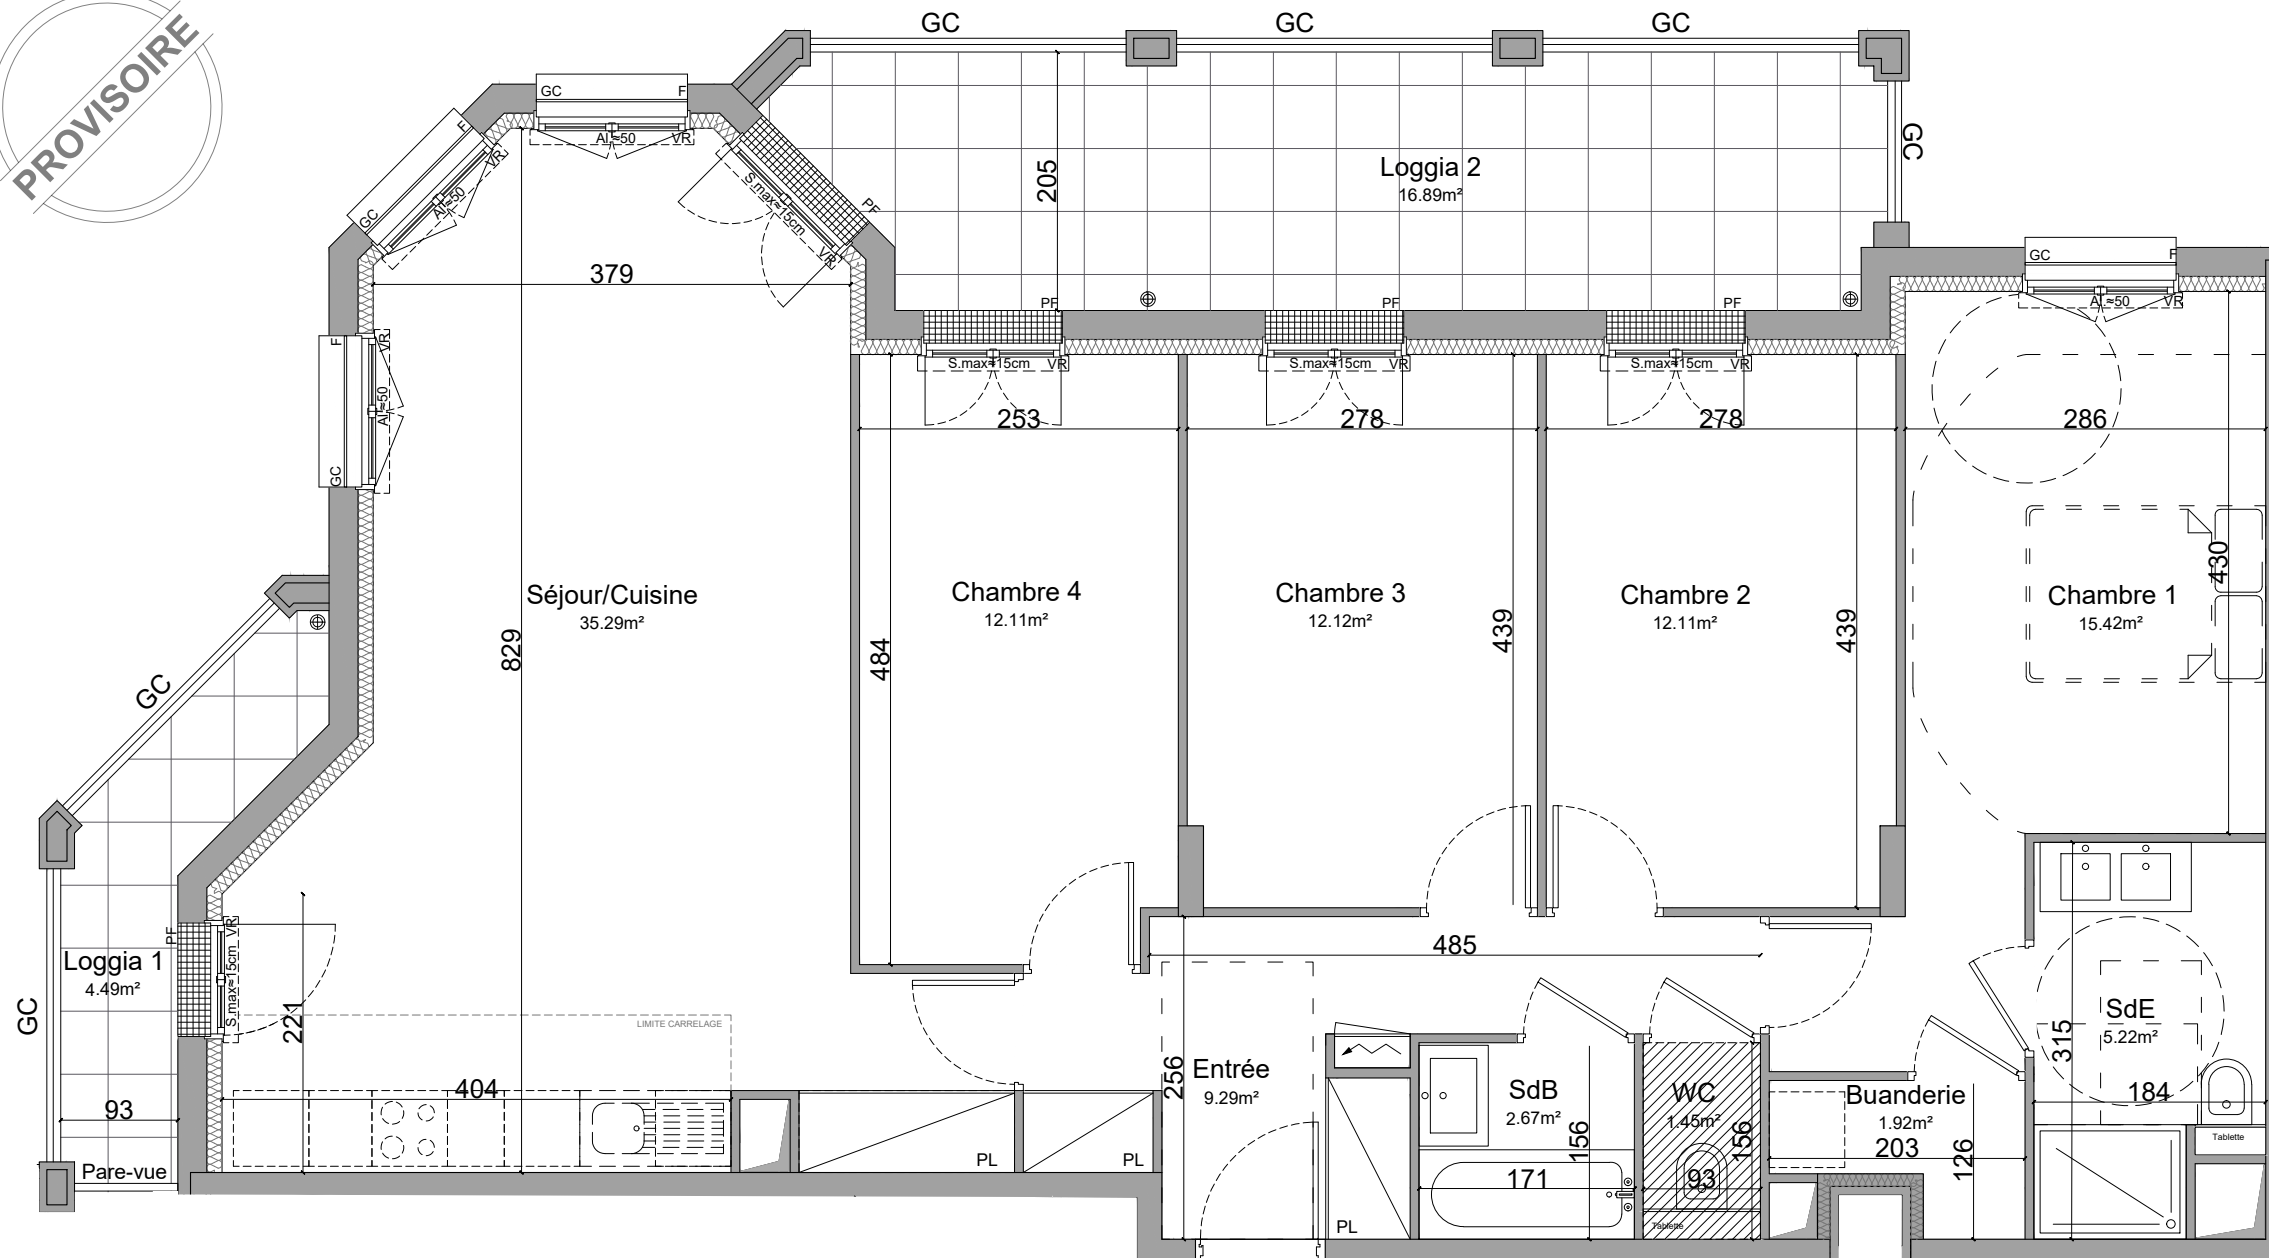 PROVISOIRE
GC
GC
GC
GC
GC
F
Al.≈50
VR
F
VR
GC
Al.≈50
S.max≈15cm
VR
PF
205
Loggia 2
16.89m²
GC
F
Al.≈50
VR
379
PF
PF
PF
S.max≈15cm
VR
S.max≈15cm
VR
S.max≈15cm
VR
F
VR
Al.≈50
GC
253
278
278
286
Séjour/Cuisine
35.29m²
829
Chambre 4
12.11m²
484
Chambre 3
12.12m²
439
Chambre 2
12.11m²
439
Chambre 1
15.42m²
430
GC
GC
Loggia 1
4.49m²
PF
VR
S.max≈15cm
221
LIMITE CARRELAGE
485
404
93
Pare-vue
PL
PL
256
Entrée
9.29m²
PL
SdB
2.67m²
156
171
WC
1.45m²
156
93
Tablette
Buanderie
1.92m²
203
126
SdE
5.22m²
315
184
Tablette